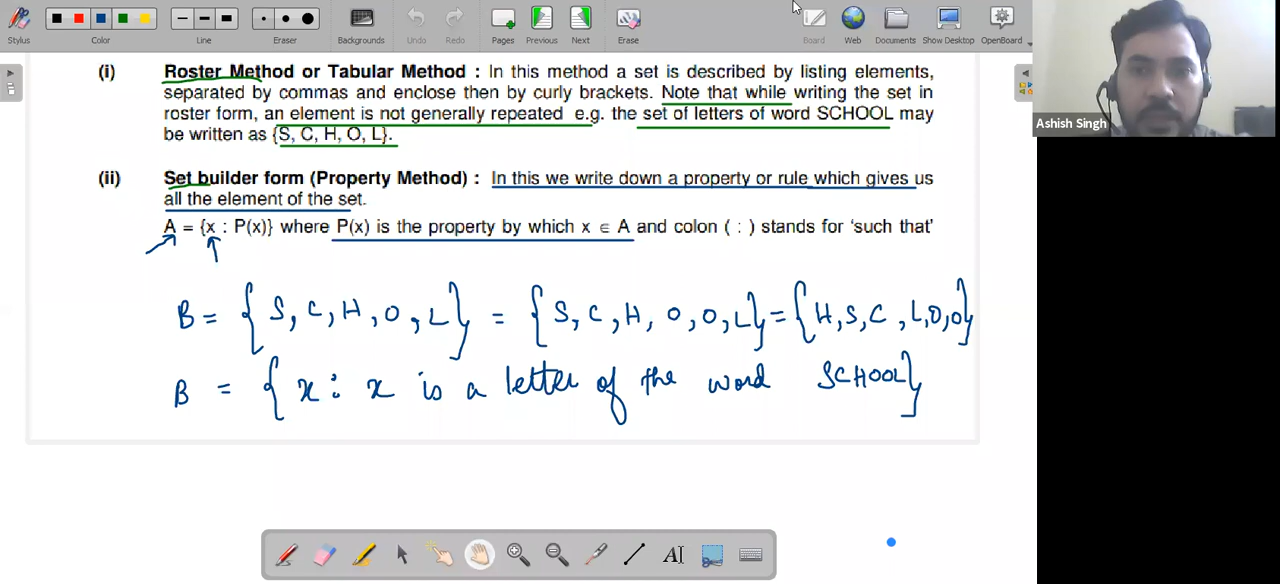 Stylus
Color
Line
Eraser
Backgrounds
Undo
Redo
Pages
Previous
Next
Erase
Board
Web
Documents
Show Desktop
OpenBoard
Ashish Singh
(i) Roster Method or Tabular Method : In this method a set is described by listing elements,
separated by commas and enclose then by curly brackets. Note that while writing the set in
roster form, an element is not generally repeated e.g. the set of letters of word SCHOOL may
be written as {S, C, H, O, L}.
(ii) Set builder form (Property Method) : In this we write down a property or rule which gives us
all the element of the set.
A = {x : P(x)} where P(x) is the property by which x ∈ A and colon ( : ) stands for 'such that'
B = { S, C, H, O, L} = { S, C, H, O, O, L} = {H, S, C, L, O, O}
B = { x : x is a letter of the word SCHOOL}